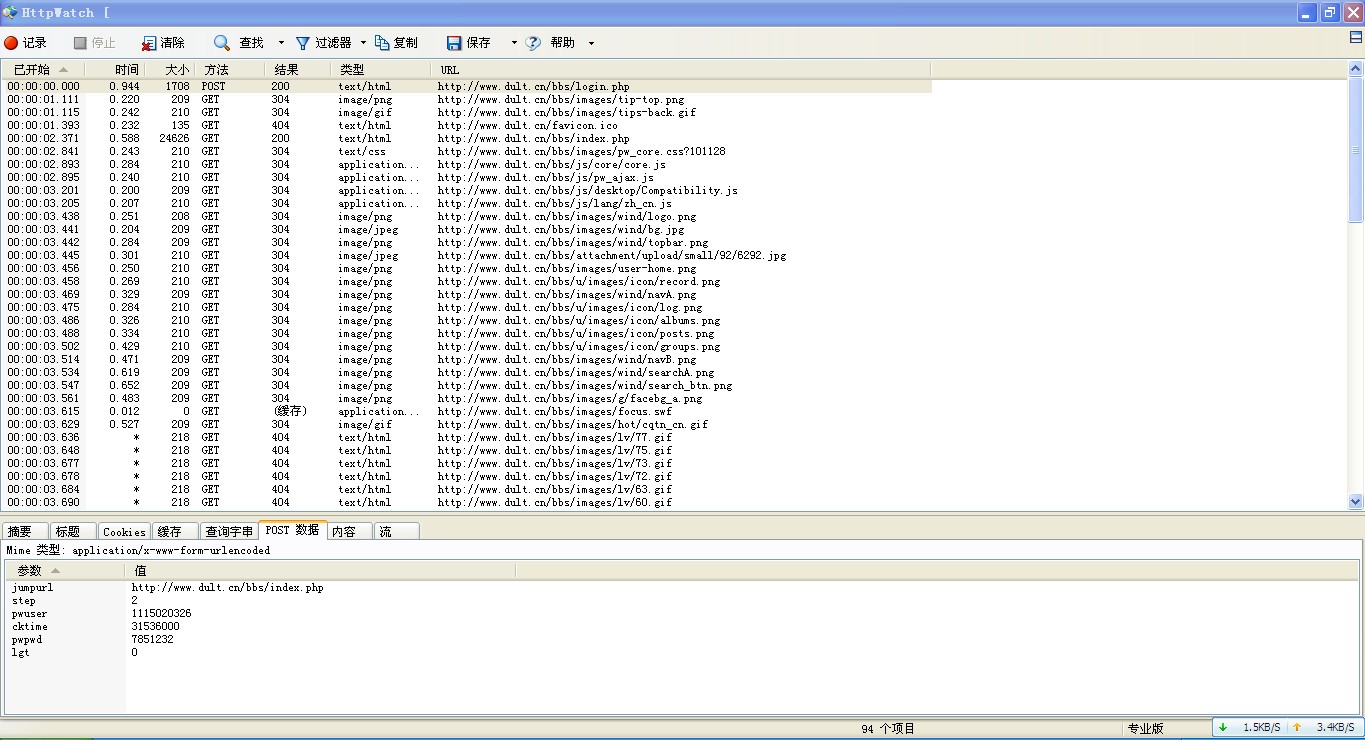 HttpWatch [
记录 停止 清除 查找 过滤器 复制 保存 帮助
已开始 时间 大小 方法 结果 类型 URL
00:00:00.000 0.944 1708 POST 200 text/html http://www.dult.cn/bbs/login.php
00:00:01.111 0.220 209 GET 304 image/png http://www.dult.cn/bbs/images/tip-top.png
00:00:01.115 0.242 210 GET 304 image/gif http://www.dult.cn/bbs/images/tips-back.gif
00:00:01.393 0.232 135 GET 404 text/html http://www.dult.cn/favicon.ico
00:00:02.371 0.588 24626 GET 200 text/html http://www.dult.cn/bbs/index.php
00:00:02.841 0.243 210 GET 304 text/css http://www.dult.cn/bbs/images/pw_core.css?101128
00:00:02.893 0.284 210 GET 304 application... http://www.dult.cn/bbs/js/core/core.js
00:00:02.895 0.240 210 GET 304 application... http://www.dult.cn/bbs/js/pw_ajax.js
00:00:03.201 0.200 209 GET 304 application... http://www.dult.cn/bbs/js/desktop/Compatibility.js
00:00:03.205 0.207 210 GET 304 application... http://www.dult.cn/bbs/js/lang/zh_cn.js
00:00:03.438 0.251 208 GET 304 image/png http://www.dult.cn/bbs/images/wind/logo.png
00:00:03.441 0.204 209 GET 304 image/jpeg http://www.dult.cn/bbs/images/wind/bg.jpg
00:00:03.442 0.284 209 GET 304 image/png http://www.dult.cn/bbs/images/wind/topbar.png
00:00:03.445 0.301 210 GET 304 image/jpeg http://www.dult.cn/bbs/attachment/upload/small/92/6292.jpg
00:00:03.456 0.250 210 GET 304 image/png http://www.dult.cn/bbs/images/user-home.png
00:00:03.458 0.269 210 GET 304 image/png http://www.dult.cn/bbs/u/images/icon/record.png
00:00:03.469 0.329 209 GET 304 image/png http://www.dult.cn/bbs/images/wind/navA.png
00:00:03.475 0.284 210 GET 304 image/png http://www.dult.cn/bbs/u/images/icon/log.png
00:00:03.486 0.326 210 GET 304 image/png http://www.dult.cn/bbs/u/images/icon/albums.png
00:00:03.488 0.334 210 GET 304 image/png http://www.dult.cn/bbs/u/images/icon/posts.png
00:00:03.502 0.429 210 GET 304 image/png http://www.dult.cn/bbs/u/images/icon/groups.png
00:00:03.514 0.471 209 GET 304 image/png http://www.dult.cn/bbs/images/wind/navB.png
00:00:03.534 0.619 209 GET 304 image/png http://www.dult.cn/bbs/images/wind/searchA.png
00:00:03.547 0.652 209 GET 304 image/png http://www.dult.cn/bbs/images/wind/search_btn.png
00:00:03.561 0.483 209 GET 304 image/png http://www.dult.cn/bbs/images/g/facebg_a.png
00:00:03.615 0.012 0 GET (缓存) application... http://www.dult.cn/bbs/images/focus.swf
00:00:03.629 0.527 209 GET 304 image/gif http://www.dult.cn/bbs/images/hot/cqtn_cn.gif
00:00:03.636 * 218 GET 404 text/html http://www.dult.cn/bbs/images/lv/77.gif
00:00:03.648 * 218 GET 404 text/html http://www.dult.cn/bbs/images/lv/75.gif
00:00:03.677 * 218 GET 404 text/html http://www.dult.cn/bbs/images/lv/73.gif
00:00:03.678 * 218 GET 404 text/html http://www.dult.cn/bbs/images/lv/72.gif
00:00:03.684 * 218 GET 404 text/html http://www.dult.cn/bbs/images/lv/63.gif
00:00:03.690 * 218 GET 404 text/html http://www.dult.cn/bbs/images/lv/60.gif
摘要 标题 Cookies 缓存 查询字串 POST 数据 内容 流
Mime 类型: application/x-www-form-urlencoded
参数 值
jumpurl http://www.dult.cn/bbs/index.php
step 2
pwuser 1115020326
cktime 31536000
pwpwd 7851232
lgt 0
94 个项目 专业版 1.5KB/S 3.4KB/S